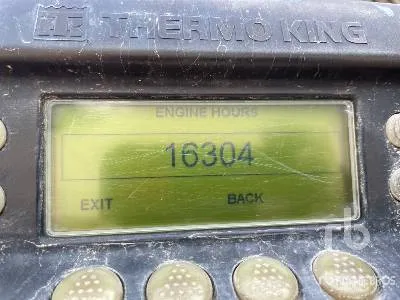 THERMO KING
ENGINE HOURS
16304
EXIT BACK
rb